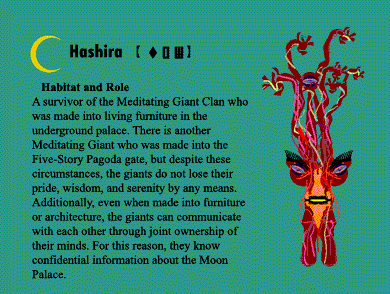 Hashira
Habitat and Role
A survivor of the Meditating Giant Clan who
was made into living furniture in the
underground palace. There is another
Meditating Giant who was made into the
Five-Story Pagoda gate, but despite these
circumstances, the giants do not lose their
pride, wisdom, and serenity by any means.
Additionally, even when made into furniture
or architecture, the giants can communicate
with each other through joint ownership of
their minds. For this reason, they know
confidential information about the Moon
Palace.